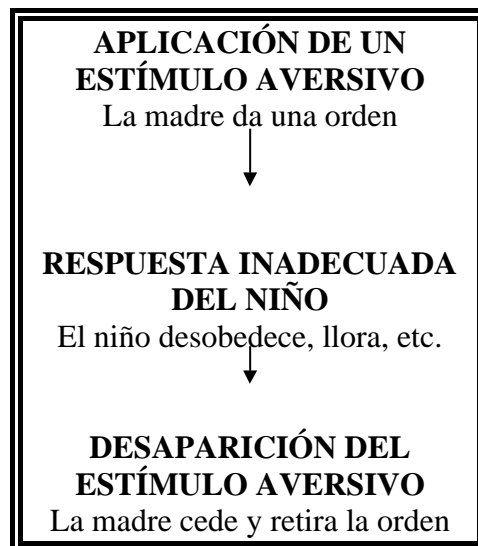 APLICACIÓN DE UN
ESTÍMULO AVERSIVO
La madre da una orden
RESPUESTA INADECUADA
DEL NIÑO
El niño desobedece, llora, etc.
DESAPARICIÓN DEL
ESTÍMULO AVERSIVO
La madre cede y retira la orden